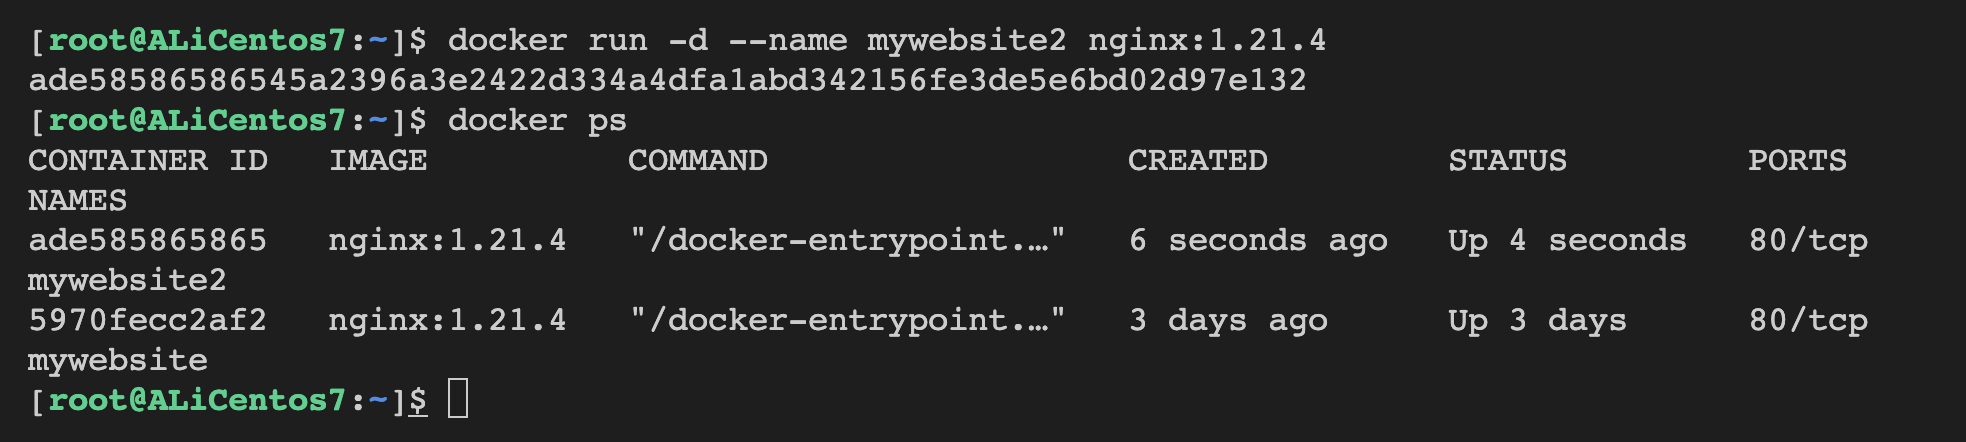 [root@ALiCentos7:~]$ docker run -d --name mywebsite2 nginx:1.21.4
ade58586586545a2396a3e2422d334a4dfa1abd342156fe3de5e6bd02d97e132
[root@ALiCentos7:~]$ docker ps
CONTAINER ID   IMAGE          COMMAND                  CREATED         STATUS         PORTS
NAMES
ade585865865   nginx:1.21.4   "/docker-entrypoint.…"   6 seconds ago   Up 4 seconds   80/tcp
mywebsite2
5970fecc2af2   nginx:1.21.4   "/docker-entrypoint.…"   3 days ago      Up 3 days      80/tcp
mywebsite
[root@ALiCentos7:~]$